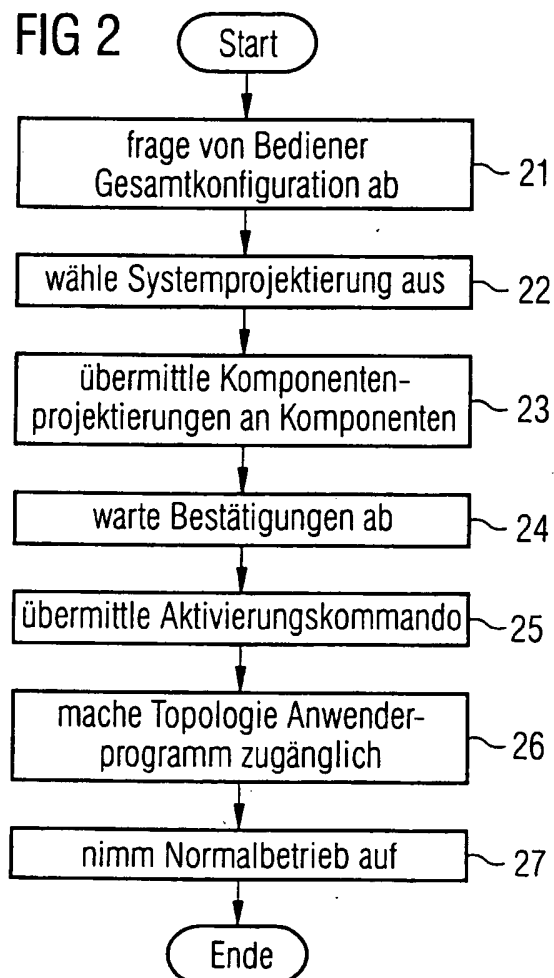 FIG 2
Start
frage von Bediener
Gesamtkonfiguration ab
21
wähle Systemprojektierung aus
22
übermittle Komponenten-
projektierungen an Komponenten
23
warte Bestätigungen ab
24
übermittle Aktivierungskommando
25
mache Topologie Anwender-
programm zugänglich
26
nimm Normalbetrieb auf
27
Ende